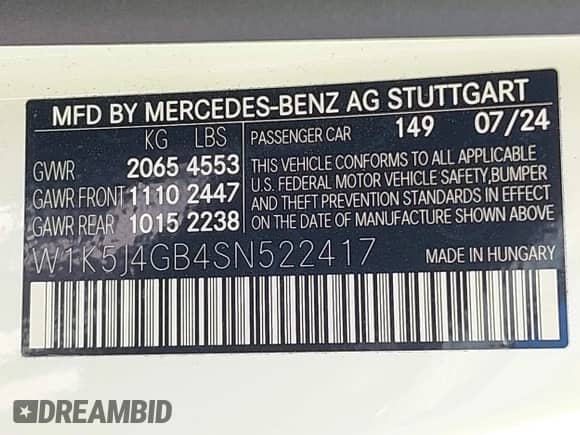 MFD BY MERCEDES-BENZ AG STUTTGART
KG LBS
GVWR 2065 4553
GAWR FRONT 1110 2447
GAWR REAR 1015 2238
PASSENGER CAR 149 07/24
THIS VEHICLE CONFORMS TO ALL APPLICABLE
U.S. FEDERAL MOTOR VEHICLE SAFETY, BUMPER
AND THEFT PREVENTION STANDARDS IN EFFECT
ON THE DATE OF MANUFACTURE SHOWN ABOVE.
W1K5J4GB4SN522417
MADE IN HUNGARY
DREAMBID